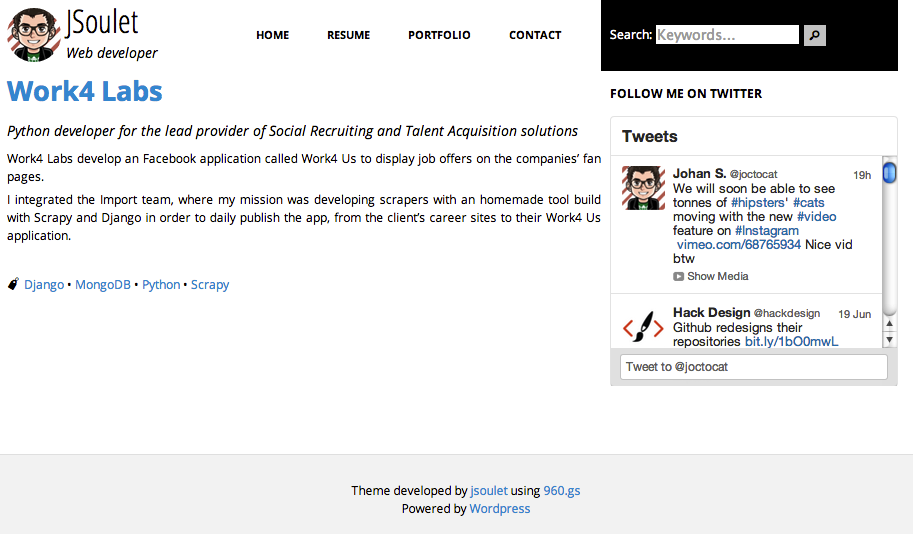 JSoulet
Web developer
HOME RESUME PORTFOLIO CONTACT
Search: Keywords...
Work4 Labs
Python developer for the lead provider of Social Recruiting and Talent Acquisition solutions
Work4 Labs develop an Facebook application called Work4 Us to display job offers on the companies' fan
pages.
I integrated the Import team, where my mission was developing scrapers with an homemade tool build
with Scrapy and Django in order to daily publish the app, from the client's career sites to their Work4 Us
application.
Django • MongoDB • Python • Scrapy
FOLLOW ME ON TWITTER
Tweets
Johan S. @joctocat 19h
We will soon be able to see
tonnes of #hipsters' #cats
moving with the new #video
feature on #Instagram
vimeo.com/68765934 Nice vid
btw
Show Media
Hack Design @hackdesign 19 Jun
Github redesigns their
repositories bit.ly/1bO0mwL
Tweet to @joctocat
Theme developed by jsoulet using 960.gs
Powered by Wordpress